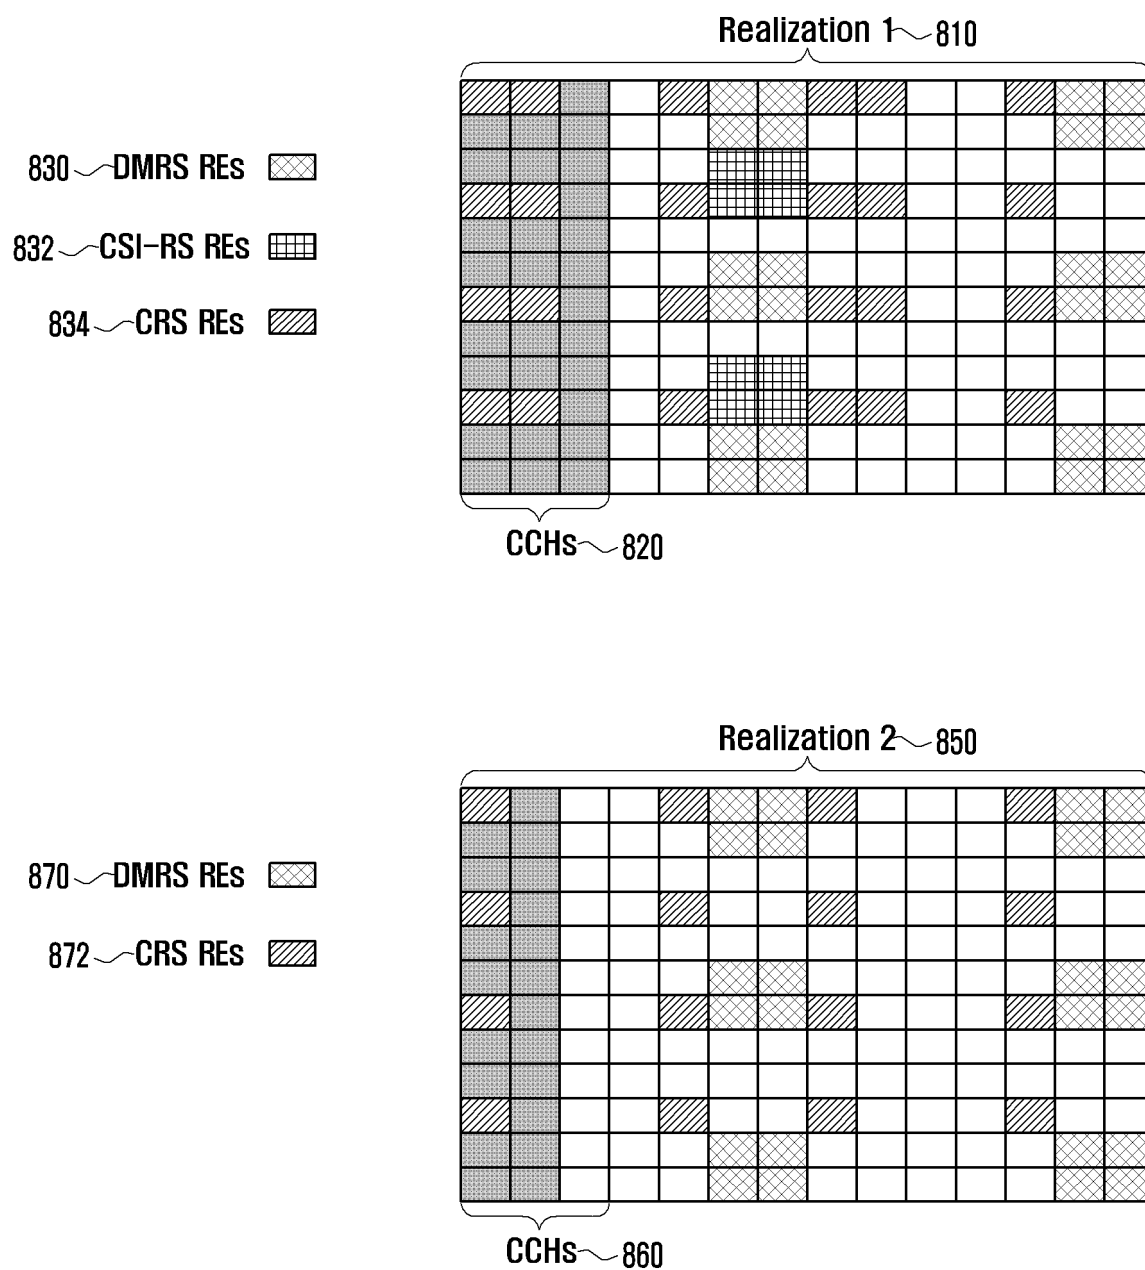 Realization 1 810
830 DMRS REs
832 CSI-RS REs
834 CRS REs
CCHs 820
Realization 2 850
870 DMRS REs
872 CRS REs
CCHs 860